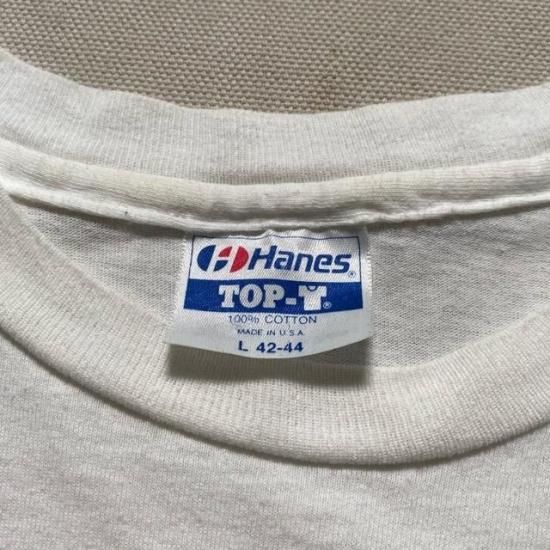 Hanes®
TOP-T®
100% COTTON
MADE IN U.S.A.
L 42-44